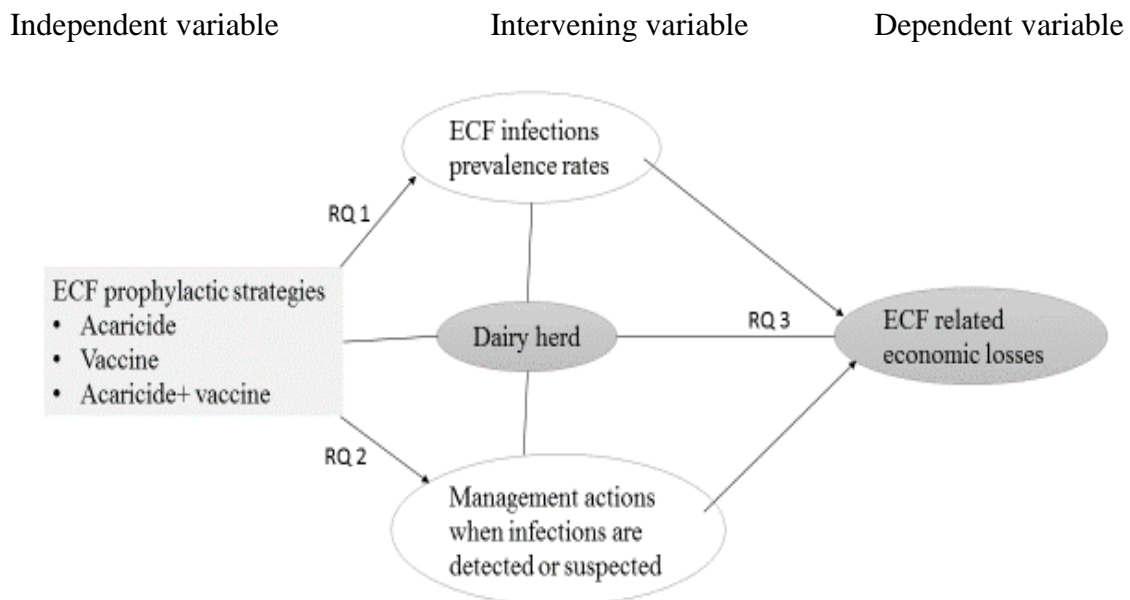 Independent variable
Intervening variable
Dependent variable
ECF infections
prevalence rates
RQ 1
ECF prophylactic strategies
• Acaricide
• Vaccine
• Acaricide+ vaccine
Dairy herd
RQ 3
ECF related
economic losses
RQ 2
Management actions
when infections are
detected or suspected